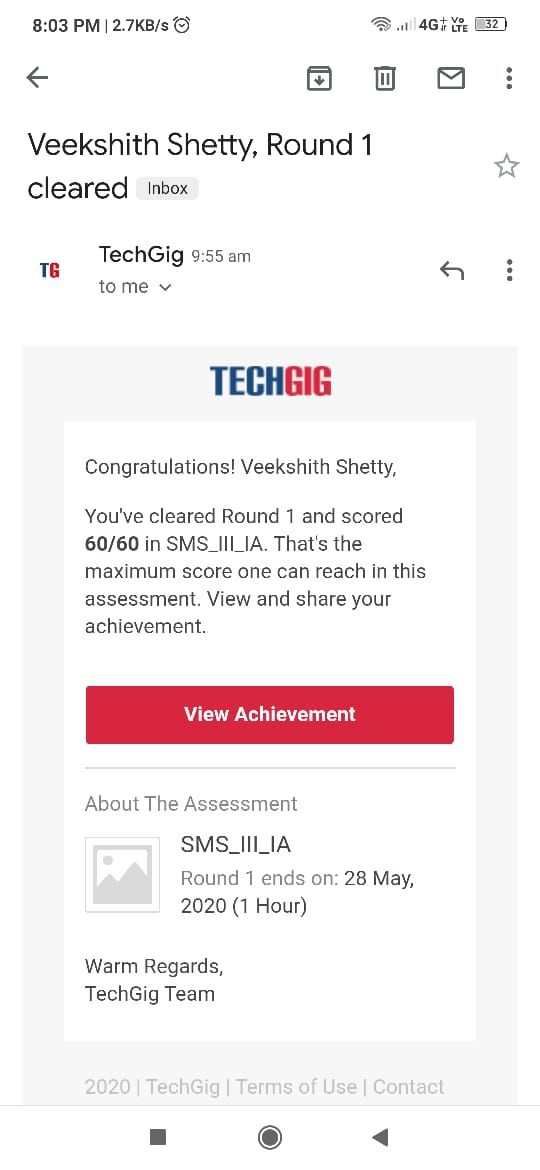 8:03 PM | 2.7KB/s
4G
Vo
LTE
32
Veekshith Shetty, Round 1
cleared Inbox
TG TechGig 9:55 am
to me
TECHGIG
Congratulations! Veekshith Shetty,
You've cleared Round 1 and scored
60/60 in SMS_III_IA. That's the
maximum score one can reach in this
assessment. View and share your
achievement.
View Achievement
About The Assessment
SMS_III_IA
Round 1 ends on: 28 May,
2020 (1 Hour)
Warm Regards,
TechGig Team
2020 | TechGig | Terms of Use | Contact